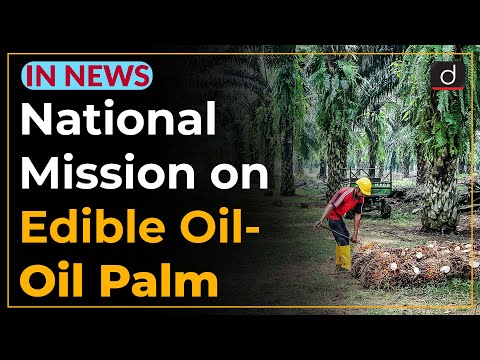 IN NEWS
National
Mission on
Edible Oil-
Oil Palm
d